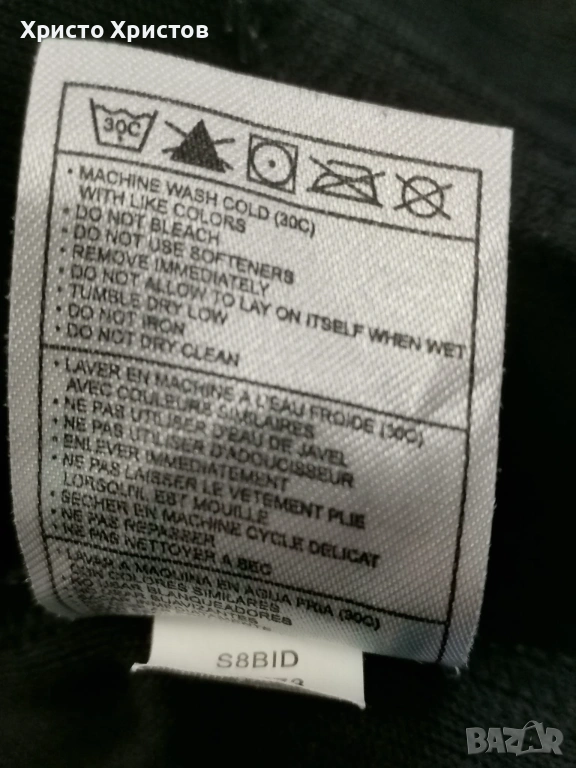 Христо Христов
30C
• MACHINE WASH COLD (30C)
WITH LIKE COLORS
• DO NOT BLEACH
• DO NOT USE SOFTENERS
• REMOVE IMMEDIATELY
• DO NOT ALLOW TO LAY ON ITSELF WHEN WET
• TUMBLE DRY LOW
• DO NOT IRON
• DO NOT DRY CLEAN
• LAVER EN MACHINE A L'EAU FROIDE (30C)
AVEC COULEURS SIMILAIRES
• NE PAS UTILISER D'EAU DE JAVEL
• NE PAS UTILISER D'ADOUCISSEUR
• ENLEVER IMMEDIATEMENT
• NE PAS LAISSER LE VETEMENT PLIE
LORSQU'IL EST MOUILLE
• SECHER EN MACHINE CYCLE DELICAT
• NE PAS REPASSER
• NE PAS NETTOYER A SEC
• LAVAR A MAQUINA EN AGUA FRIA (30C)
CON COLORES SIMILARES
BLANQUEADORES
S8BID
BAZAR